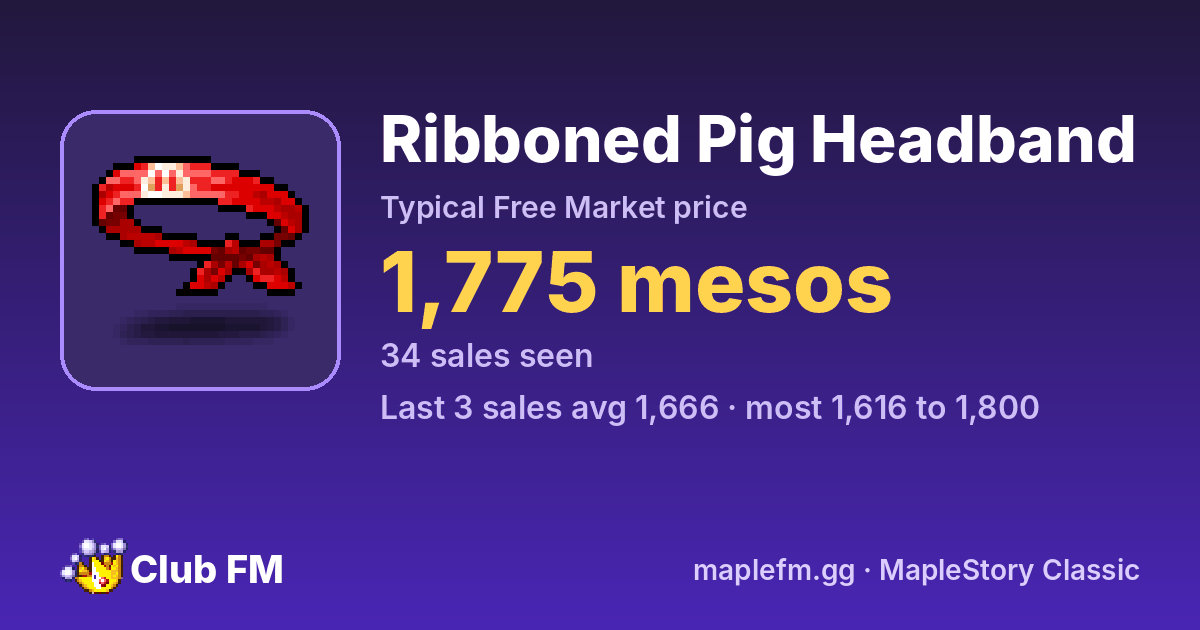 Ribboned Pig Headband
Typical Free Market price
1,775 mesos
34 sales seen
Last 3 sales avg 1,666 · most 1,616 to 1,800
Club FM
maplefm.gg · MapleStory Classic